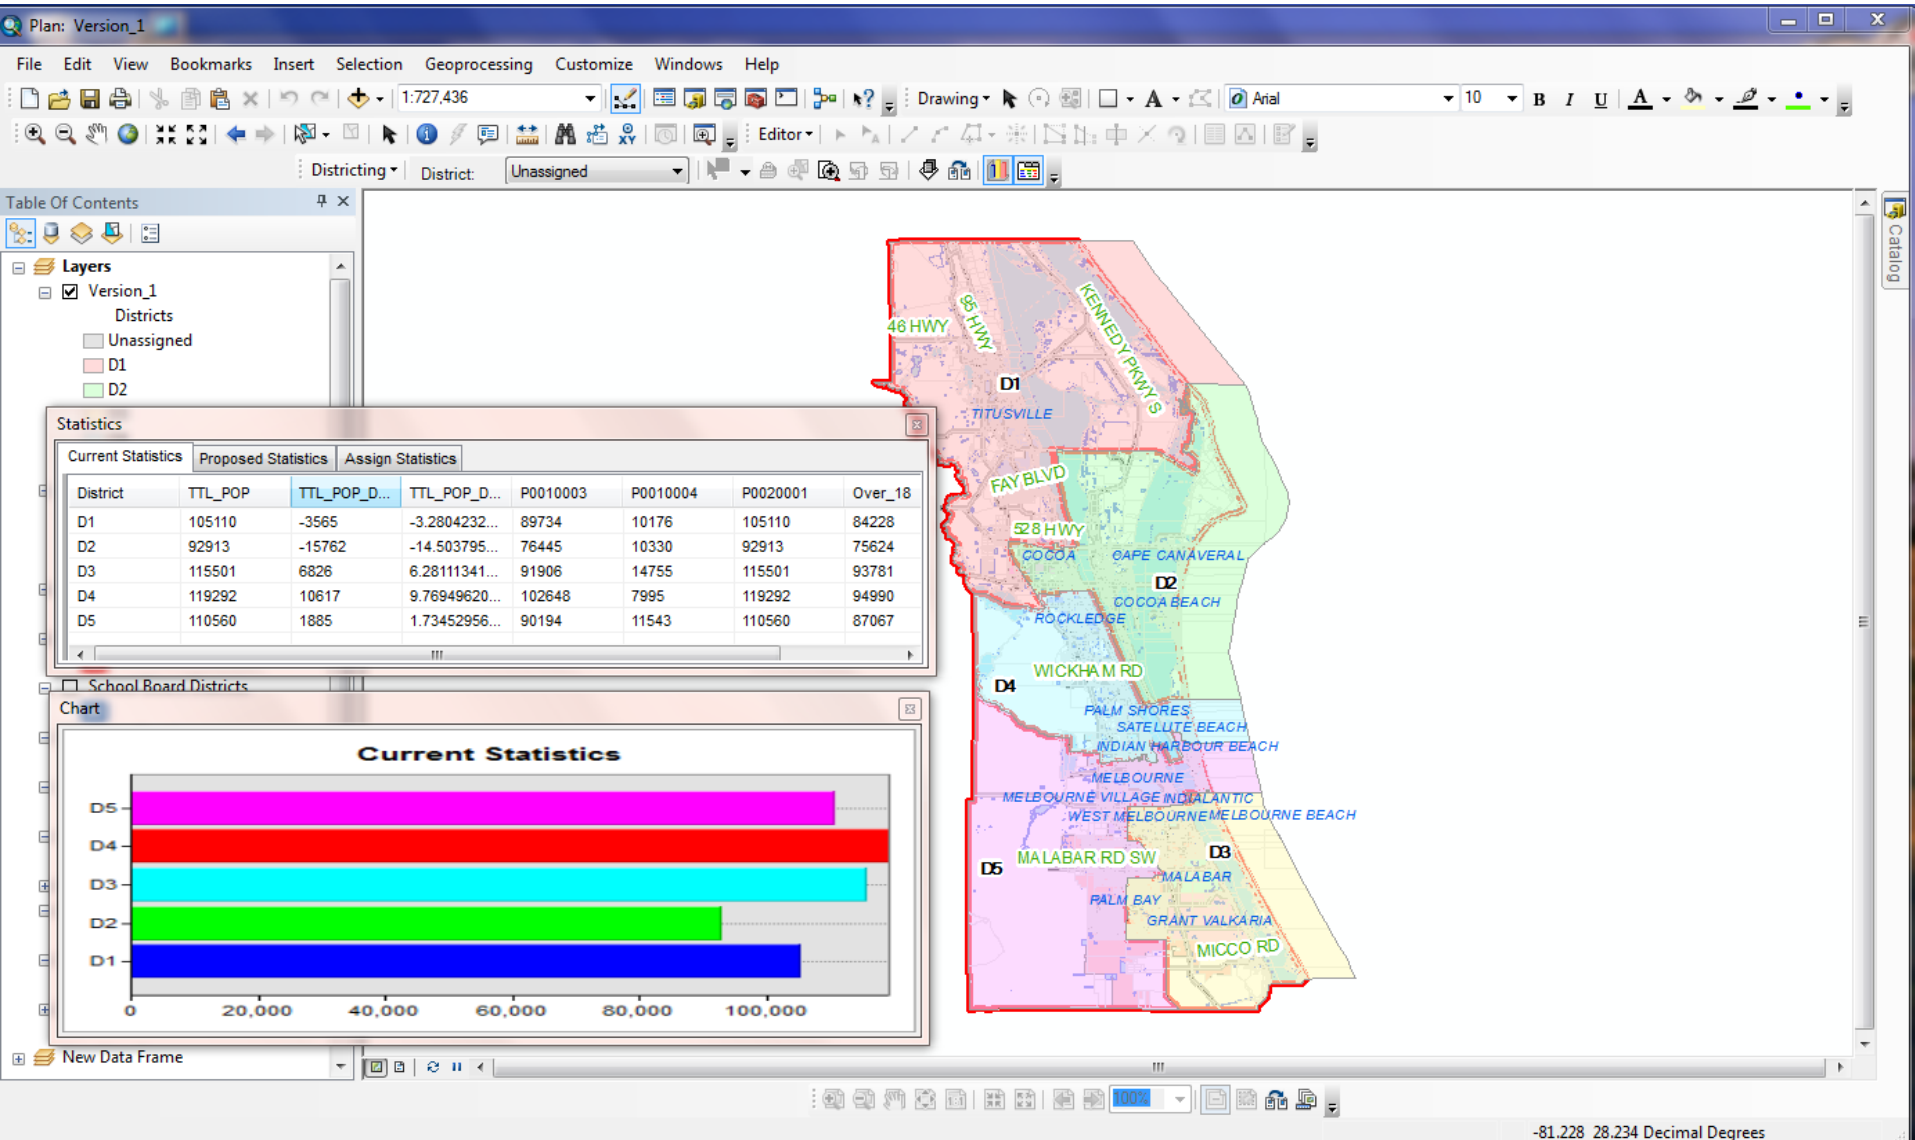 Plan: Version_1
File Edit View Bookmarks Insert Selection Geoprocessing Customize Windows Help
1:727,436 Drawing Arial 10 B I U A
Editor
Districting District: Unassigned
Table Of Contents
Catalog
Layers
Version_1
Districts
Unassigned
D1
D2
Statistics
Current Statistics Proposed Statistics Assign Statistics
District TTL_POP TTL_POP_D... TTL_POP_D... P0010003 P0010004 P0020001 Over_18
D1 105110 -3565 -3.2804232... 89734 10176 105110 84228
D2 92913 -15762 -14.503795... 76445 10330 92913 75624
D3 115501 6826 6.28111341... 91906 14755 115501 93781
D4 119292 10617 9.76949620... 102648 7995 119292 94990
D5 110560 1885 1.73452956... 90194 11543 110560 87067
School Board Districts
Chart
Current Statistics
D5
D4
D3
D2
D1
0 20,000 40,000 60,000 80,000 100,000
New Data Frame
46 HWY
95 HWY
KENNEDY PKWY S
D1
TITUSVILLE
FAY BLVD
528 HWY
COCOA
CAPE CANAVERAL
D2
COCOA BEACH
ROCKLEDGE
WICKHAM RD
D4
PALM SHORES
SATELLITE BEACH
INDIAN HARBOUR BEACH
MELBOURNE
MELBOURNE VILLAGE INDIALANTIC
WEST MELBOURNE MELBOURNE BEACH
D5
MALABAR RD SW
D3
MALABAR
PALM BAY
GRANT VALKARIA
MICCO RD
100%
-81.228 28.234 Decimal Degrees